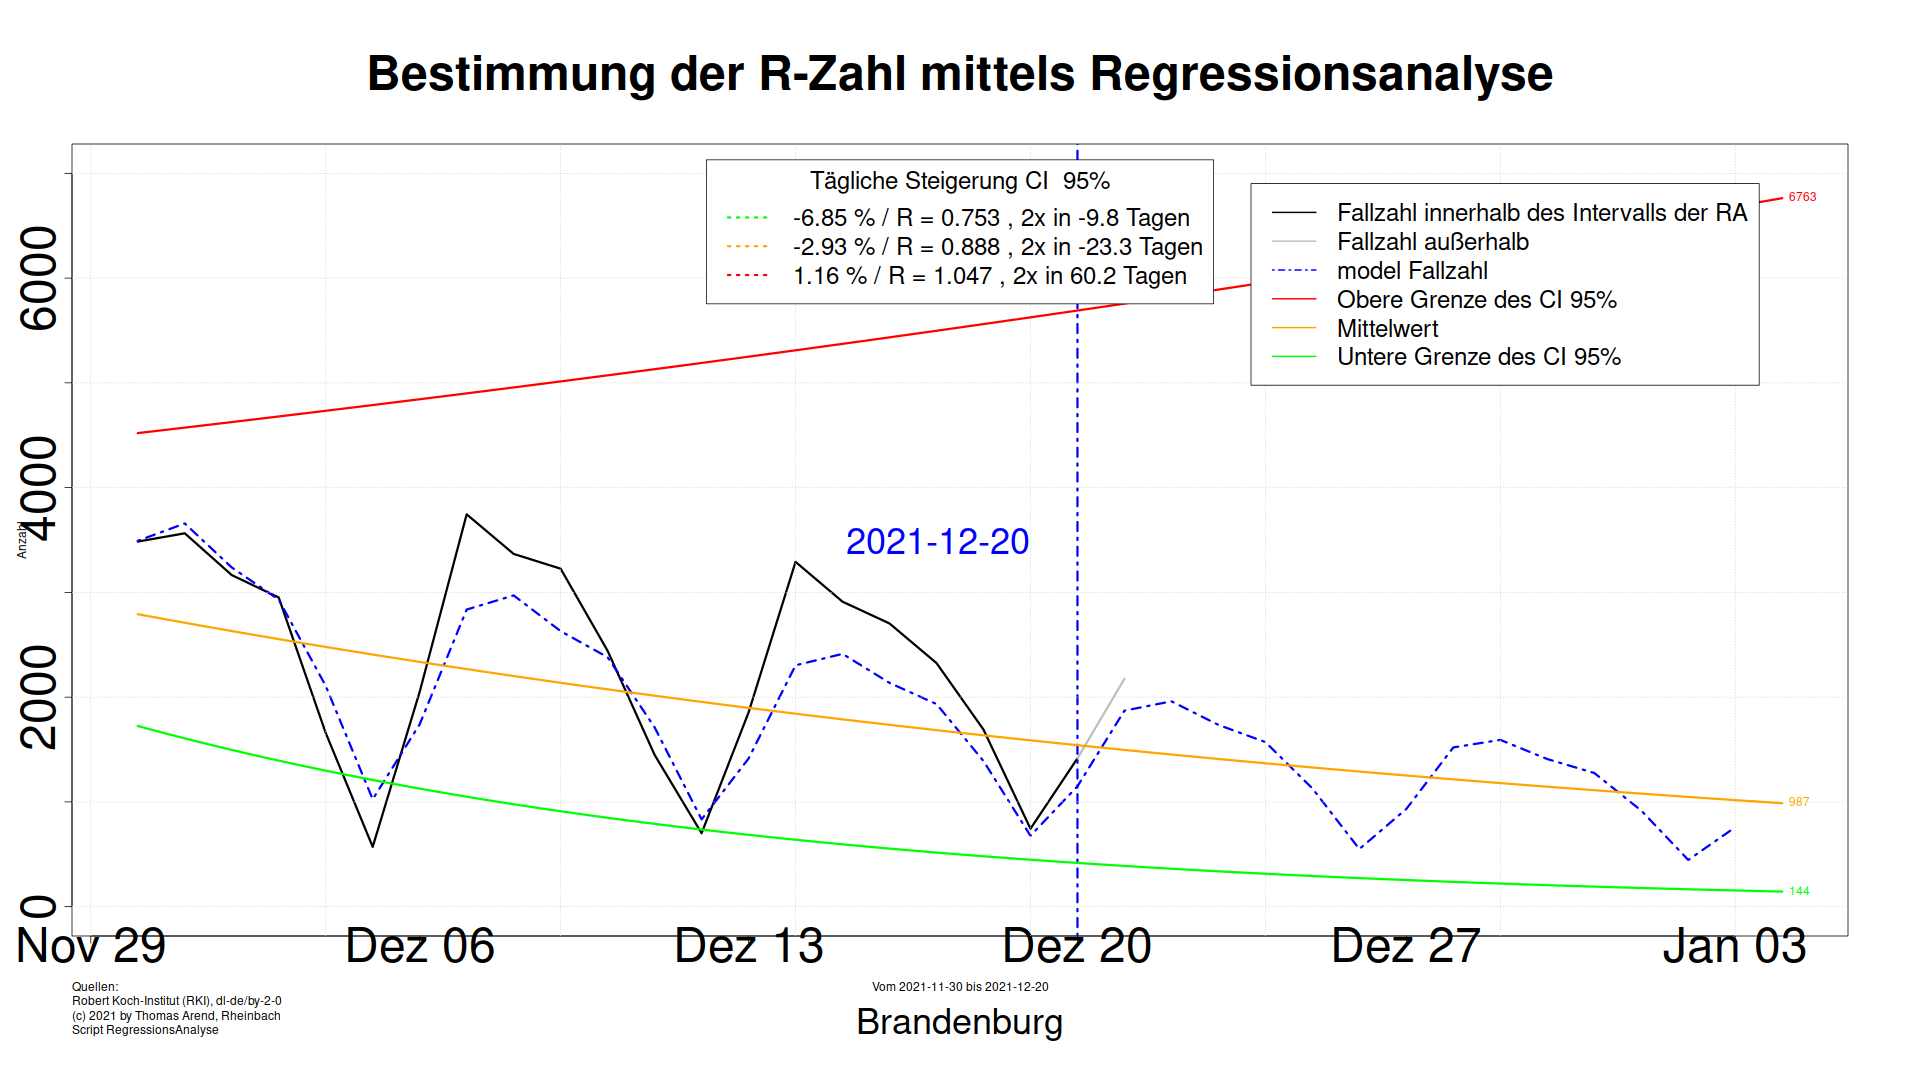 Bestimmung der R-Zahl mittels Regressionsanalyse
Tägliche Steigerung CI 95%
-6.85 % / R = 0.753 , 2x in -9.8 Tagen
-2.93 % / R = 0.888 , 2x in -23.3 Tagen
1.16 % / R = 1.047 , 2x in 60.2 Tagen
Fallzahl innerhalb des Intervalls der RA
Fallzahl außerhalb
model Fallzahl
Obere Grenze des CI 95%
Mittelwert
Untere Grenze des CI 95%
6763
987
144
2021-12-20
Anzahl
6000
4000
2000
0
Nov 29
Dez 06
Dez 13
Dez 20
Dez 27
Jan 03
Quellen:
Robert Koch-Institut (RKI), dl-de/by-2-0
(c) 2021 by Thomas Arend, Rheinbach
Script RegressionsAnalyse
Vom 2021-11-30 bis 2021-12-20
Brandenburg